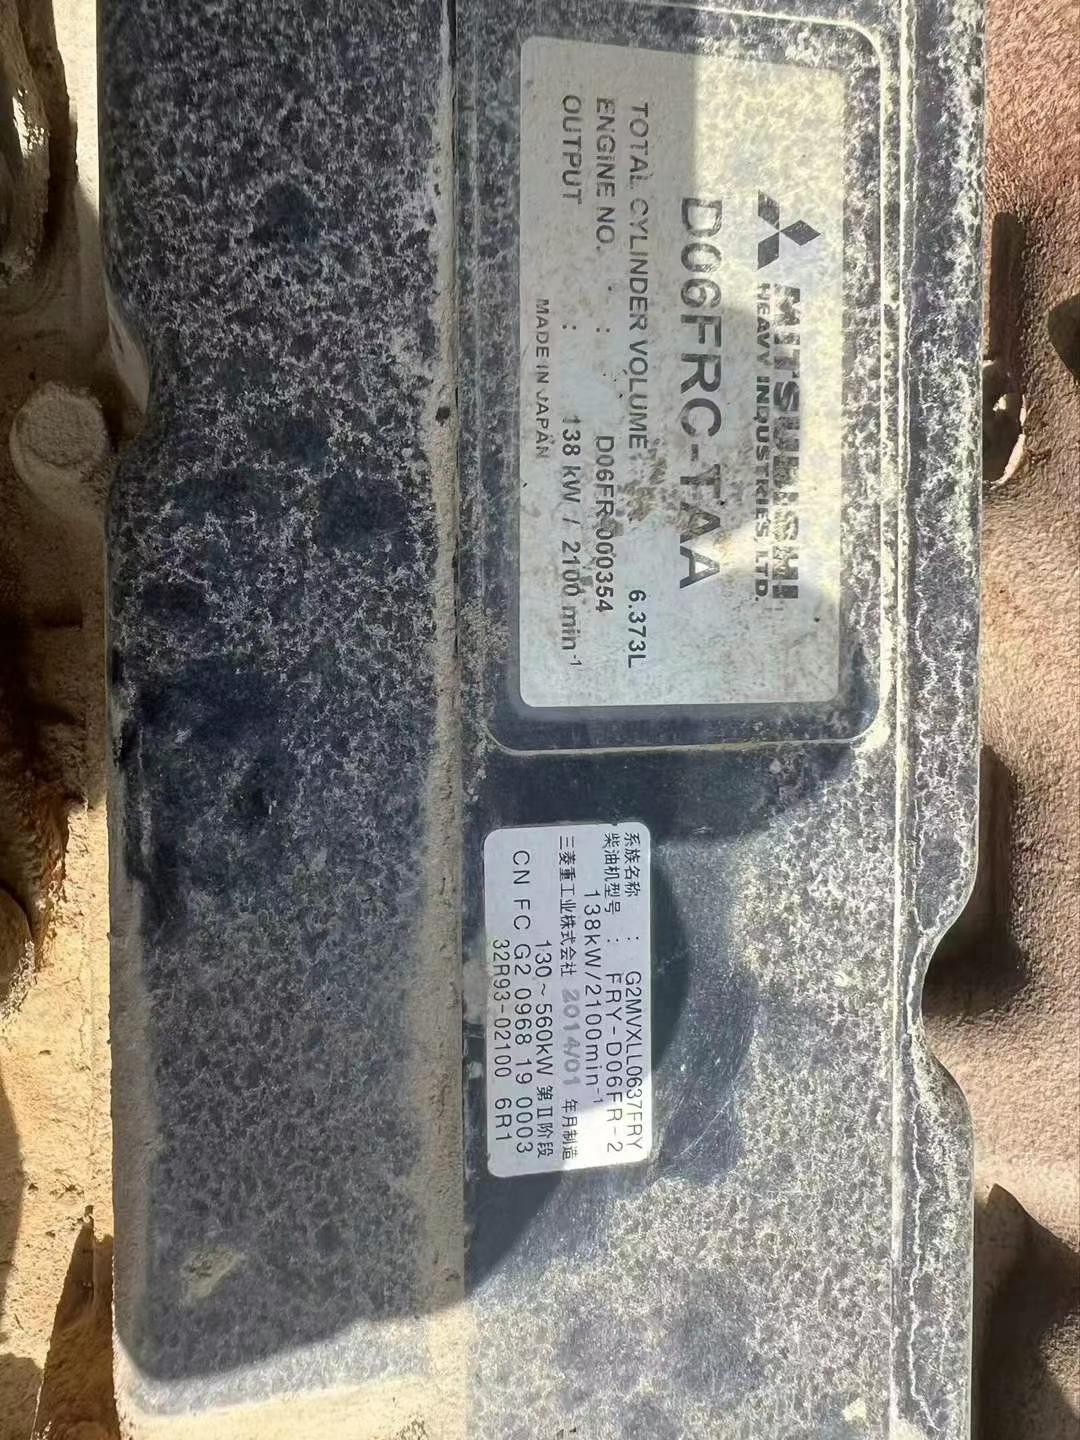 MITSUBISHI
HEAVY INDUSTRIES, LTD.
D06FRC-TAA
TOTAL CYLINDER VOLUME : 6.373L
ENGINE NO. : D06FR-000354
OUTPUT : 138 kW / 2100 min⁻¹
MADE IN JAPAN
系族名称 : G2MVXLL0637FRY
柴油机型号 : FRY-D06FR-2
138kW/2100min⁻¹
三菱重工业株式会社 2014/01 年月制造
130~560kW 第Ⅱ阶段
CN FC G2 0968 19 0003
32R93-02100 6R1